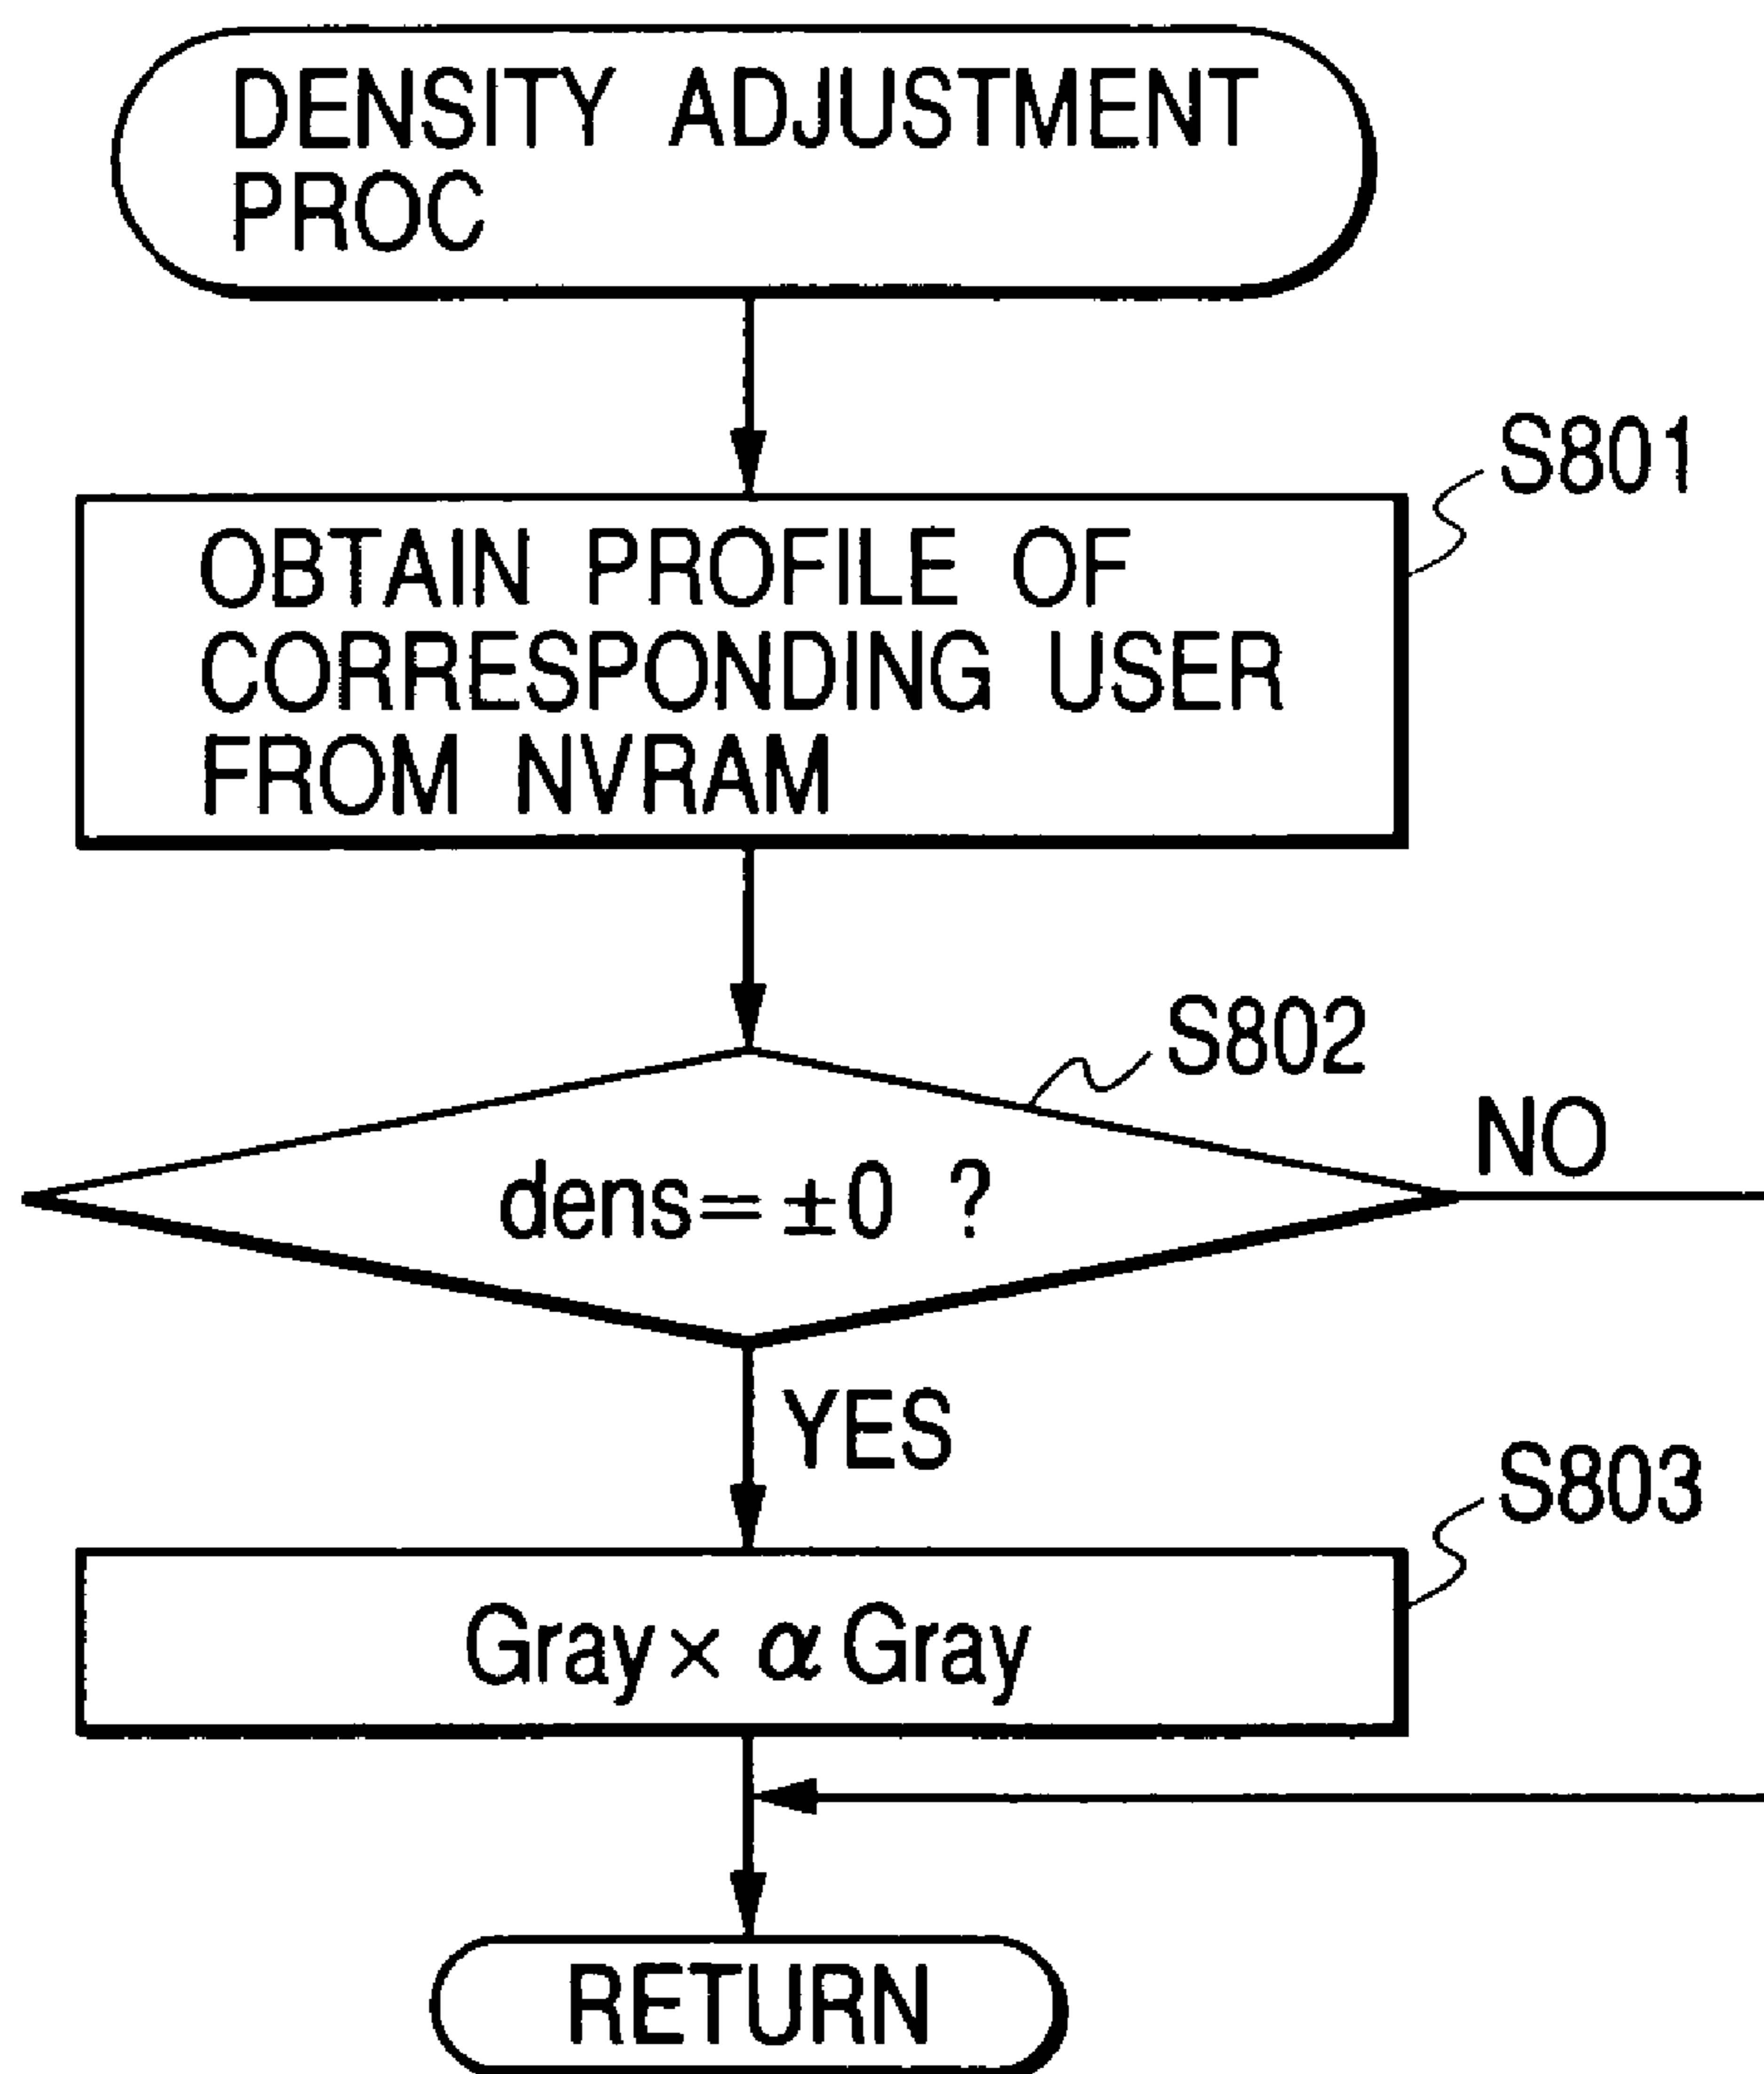 DENSITY ADJUSTMENT
PROC
S801
OBTAIN PROFILE OF
CORRESPONDING USER
FROM NVRAM
S802
dens= ±0 ?
NO
YES
S803
Gray× α Gray
RETURN